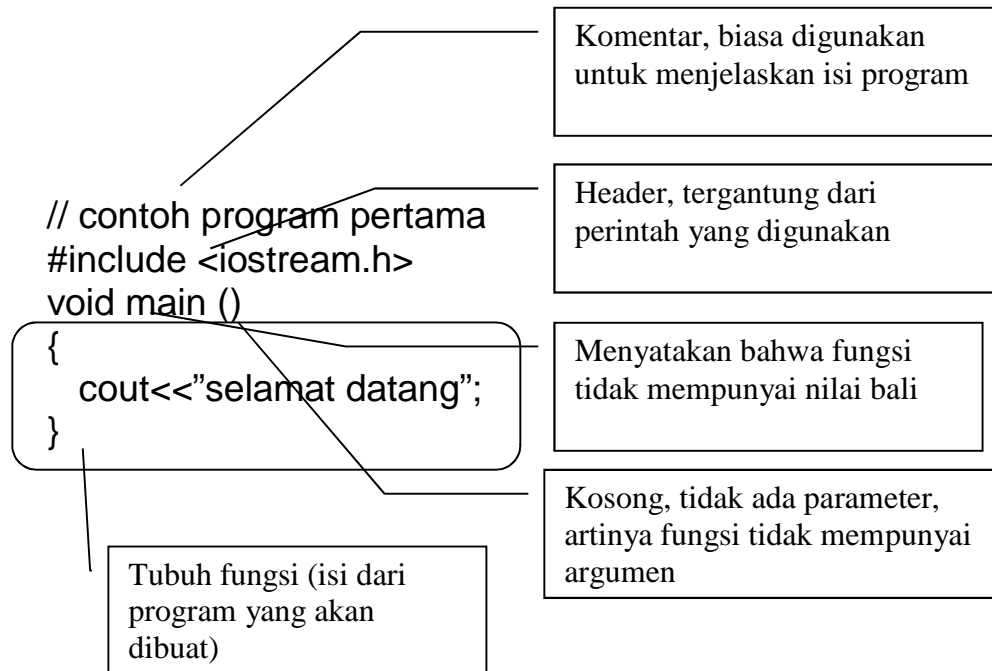 Komentar, biasa digunakan
untuk menjelaskan isi program
Header, tergantung dari
perintah yang digunakan
// contoh program pertama
#include <iostream.h>
void main ()
{
cout<<”selamat datang”;
}
Menyatakan bahwa fungsi
tidak mempunyai nilai bali
Kosong, tidak ada parameter,
artinya fungsi tidak mempunyai
argumen
Tubuh fungsi (isi dari
program yang akan
dibuat)